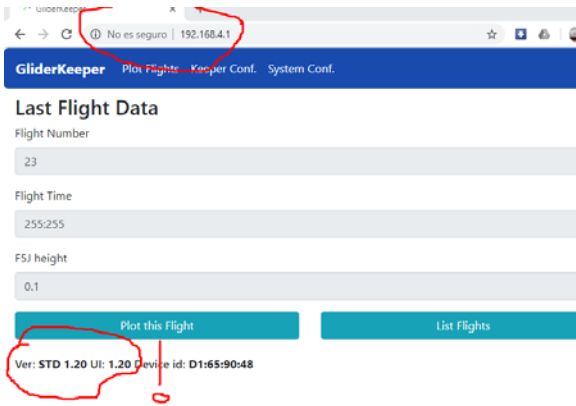 GliderKeeper
No es seguro | 192.168.4.1
GliderKeeper Plot Flights Keeper Conf. System Conf.
Last Flight Data
Flight Number
23
Flight Time
255:255
F5J height
0.1
Plot this Flight List Flights
Ver: STD 1.20 UI: 1.20 Device id: D1:65:90:48